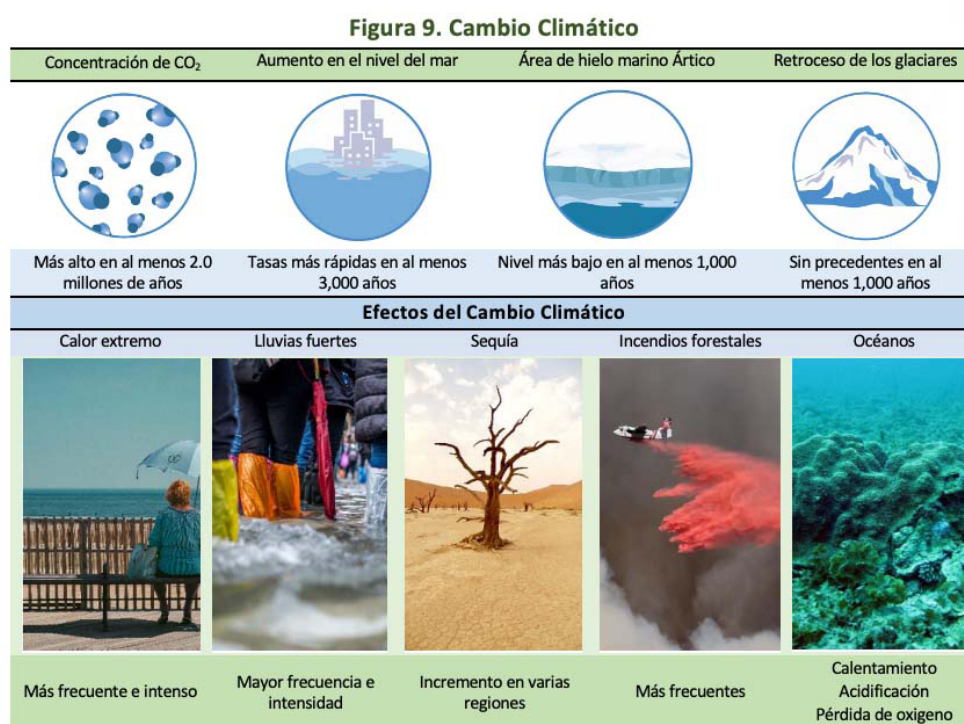 Figura 9. Cambio Climático
Concentración de CO₂
Aumento en el nivel del mar
Área de hielo marino Ártico
Retroceso de los glaciares
Más alto en al menos 2.0
millones de años
Tasas más rápidas en al menos
3,000 años
Nivel más bajo en al menos 1,000
años
Sin precedentes en al
menos 1,000 años
Efectos del Cambio Climático
Calor extremo
Lluvias fuertes
Sequía
Incendios forestales
Océanos
Más frecuente e intenso
Mayor frecuencia e
intensidad
Incremento en varias
regiones
Más frecuentes
Calentamiento
Acidificación
Pérdida de oxigeno